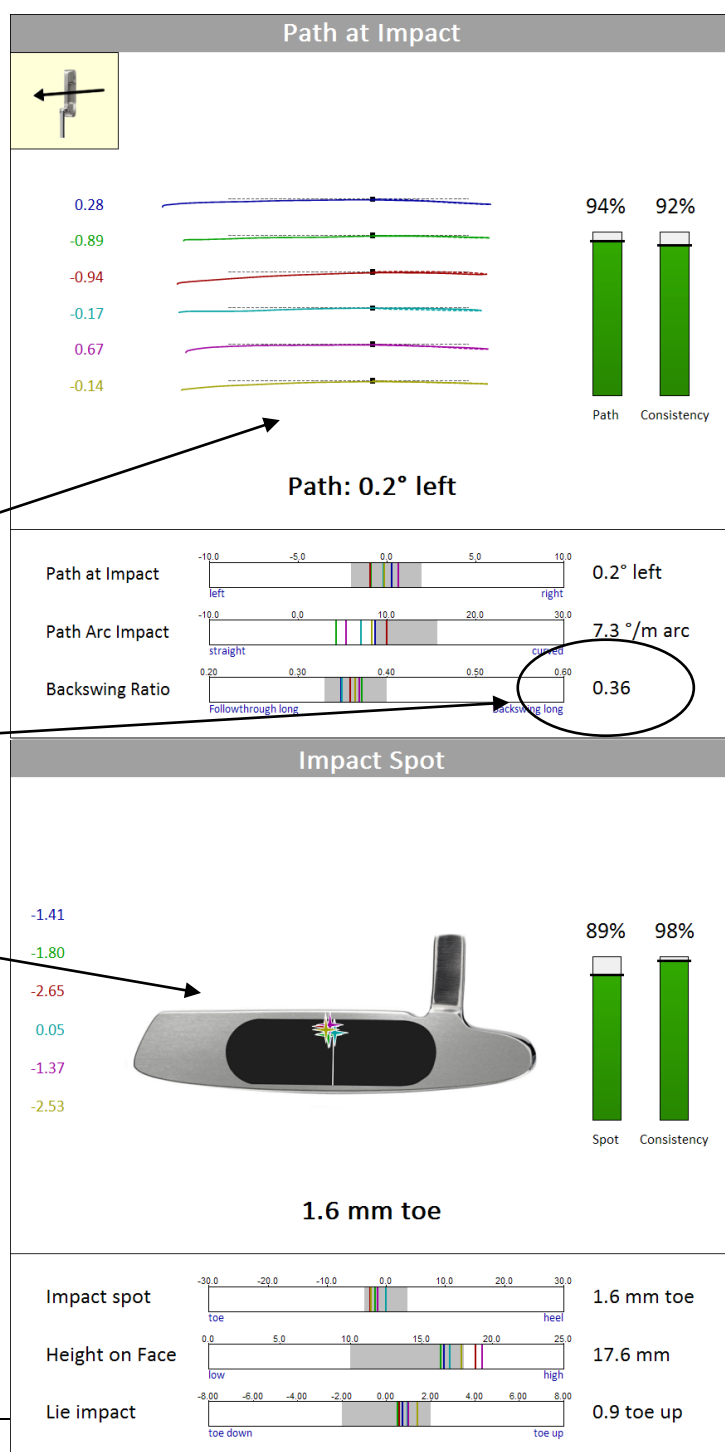 Path at Impact
0.28
-0.89
-0.94
-0.17
0.67
-0.14
94% 92%
Path Consistency
Path: 0.2° left
-10.0 -5,0 0,0 5,0 10.0
Path at Impact 0.2° left
left right
-10.0 0.0 10.0 20.0 30.0
Path Arc Impact 7.3 °/m arc
straight curved
0.20 0.30 0.40 0.50 0.60
Backswing Ratio 0.36
Followthrough long Backswing long
Impact Spot
-1.41
-1.80
-2.65
0.05
-1.37
-2.53
89% 98%
Spot Consistency
1.6 mm toe
-30.0 -20.0 -10.0 0.0 10.0 20.0 30.0
Impact spot 1.6 mm toe
toe heel
0.0 5.0 10.0 15.0 20.0 25.0
Height on Face 17.6 mm
low high
-8.00 -6.00 -4.00 -2.00 0.00 2.00 4.00 6.00 8.00
Lie impact 0.9 toe up
toe down toe up